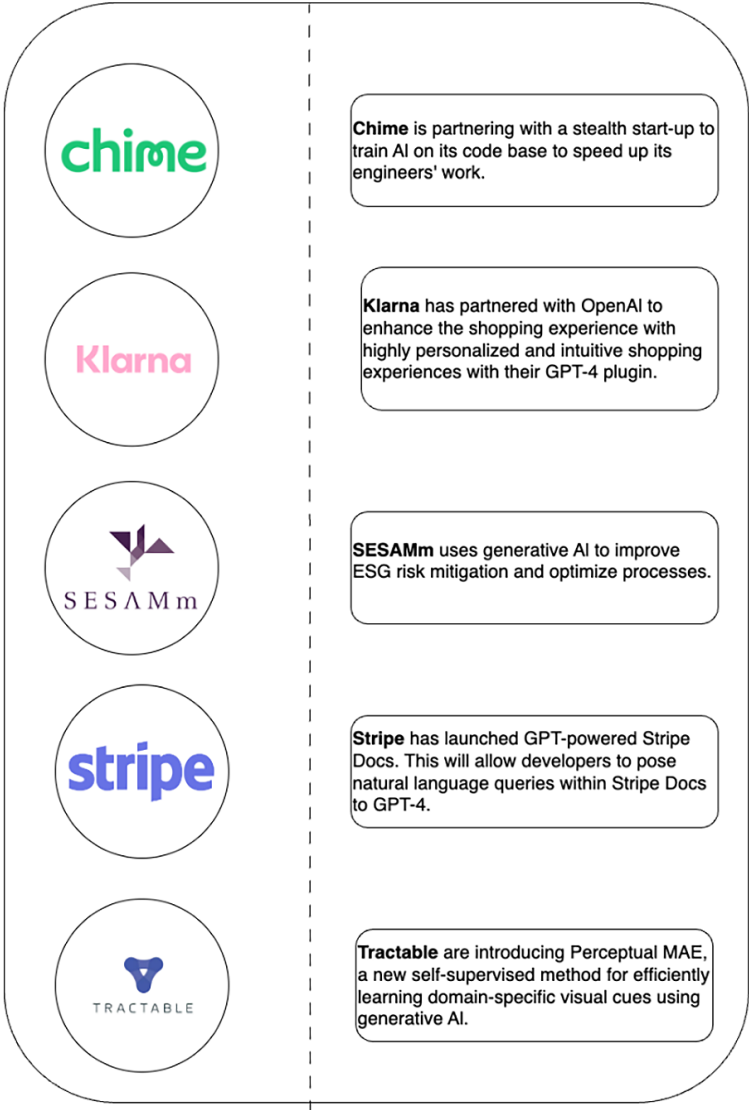 chime
Chime is partnering with a stealth start-up to
train AI on its code base to speed up its
engineers' work.
Klarna
Klarna has partnered with OpenAI to
enhance the shopping experience with
highly personalized and intuitive shopping
experiences with their GPT-4 plugin.
SESAMm
SESAMm uses generative AI to improve
ESG risk mitigation and optimize processes.
stripe
Stripe has launched GPT-powered Stripe
Docs. This will allow developers to pose
natural language queries within Stripe Docs
to GPT-4.
TRACTABLE
Tractable are introducing Perceptual MAE,
a new self-supervised method for efficiently
learning domain-specific visual cues using
generative AI.